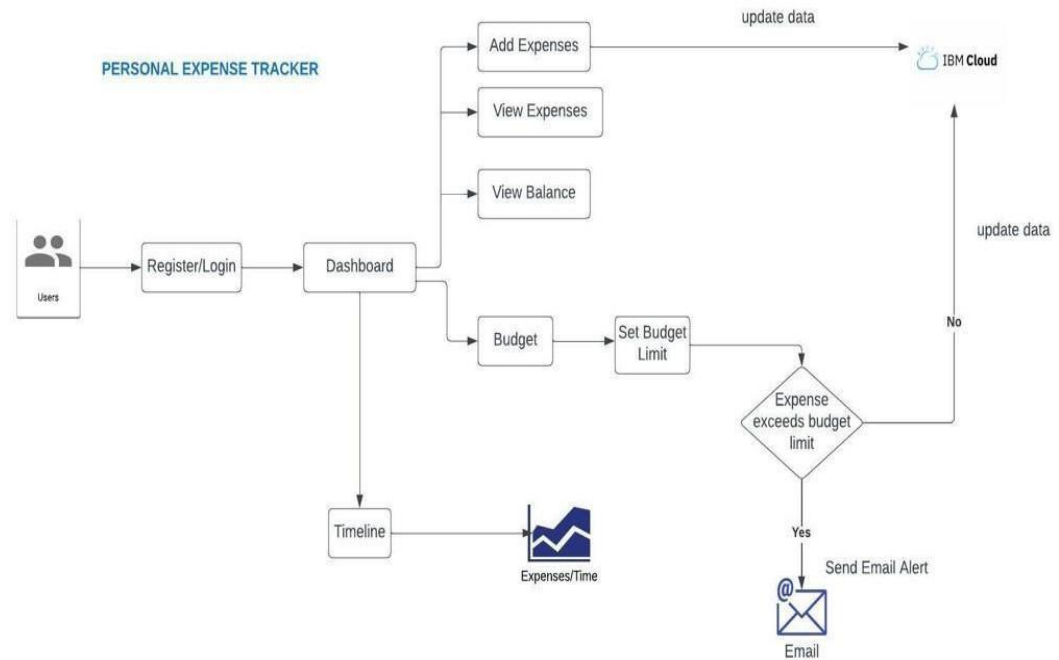 update data
Add Expenses
IBM Cloud
PERSONAL EXPENSE TRACKER
View Expenses
View Balance
update data
Users
Register/Login
Dashboard
Budget
Set Budget
Limit
No
Expense
exceeds budget
limit
Timeline
Expenses/Time
Yes
Send Email Alert
@
Email